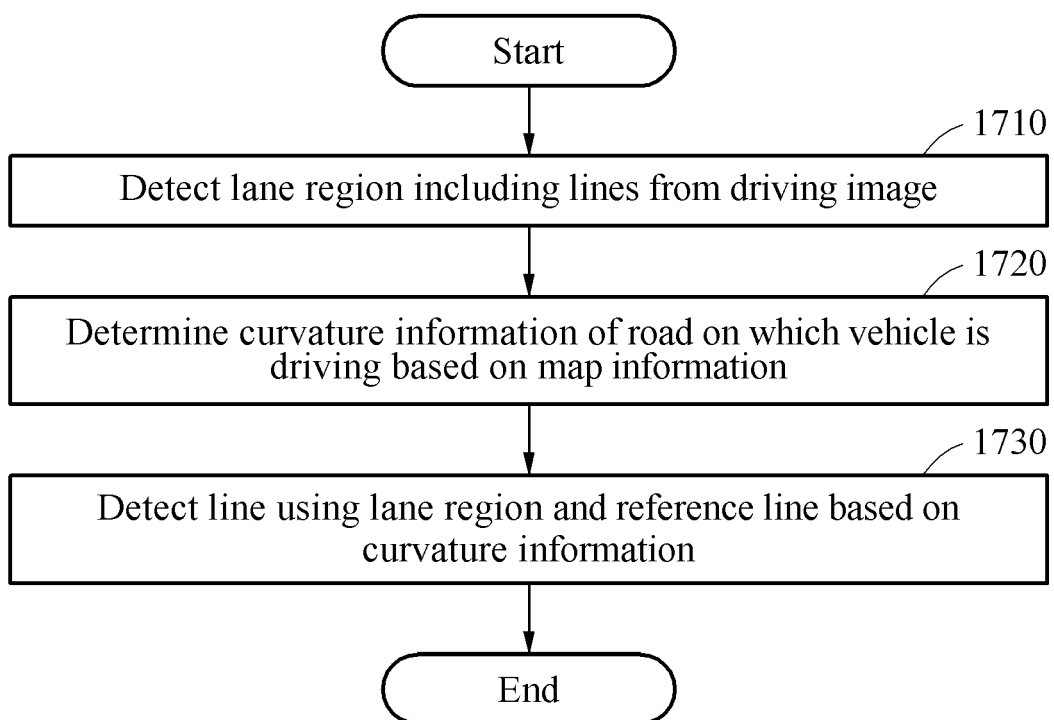 Start
1710
Detect lane region including lines from driving image
1720
Determine curvature information of road on which vehicle is
driving based on map information
1730
Detect line using lane region and reference line based on
curvature information
End